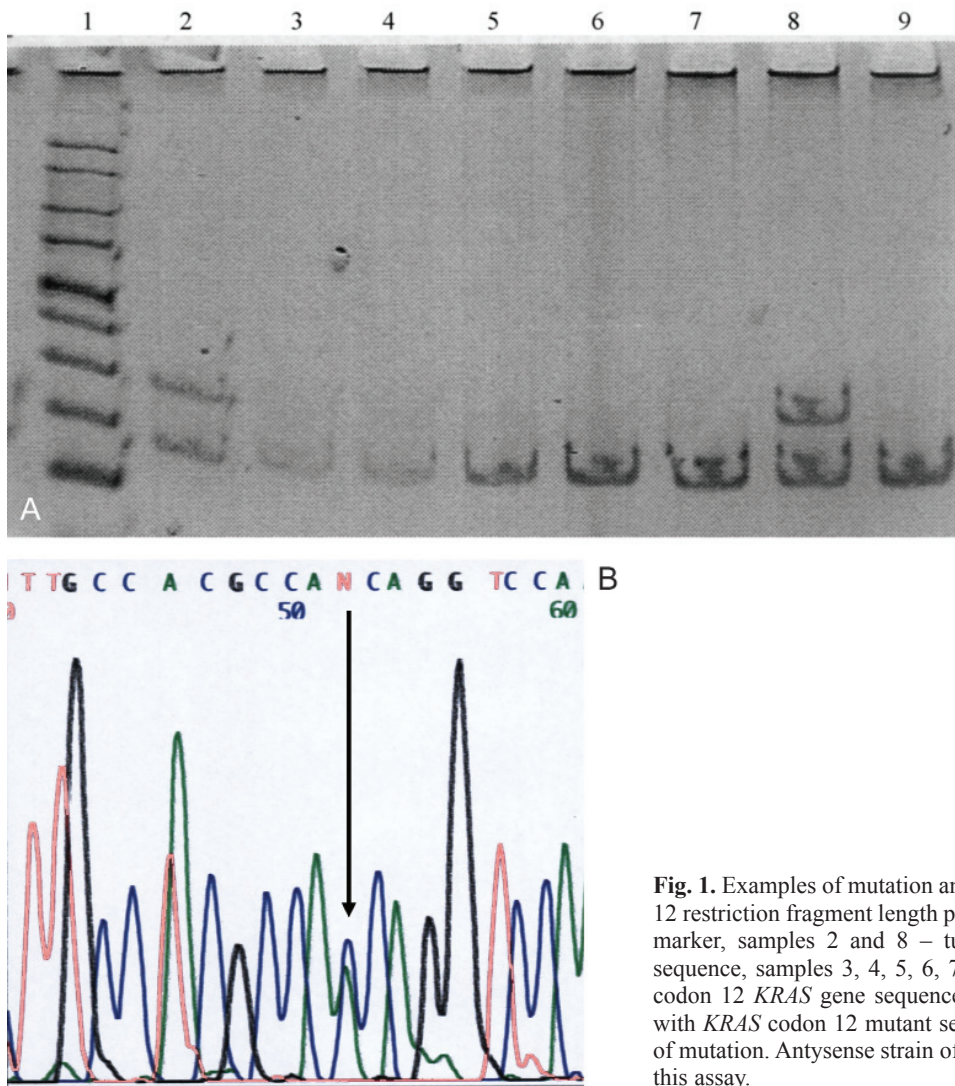 1 2 3 4 5 6 7 8 9
A
T T G C C A C G C C A N C A G G T C C A
B
50 60
Fig. 1. Examples of mutation an
12 restriction fragment length p
marker, samples 2 and 8 – tu
sequence, samples 3, 4, 5, 6, 7
codon 12 KRAS gene sequence
with KRAS codon 12 mutant se
of mutation. Antysense strain of
this assay.